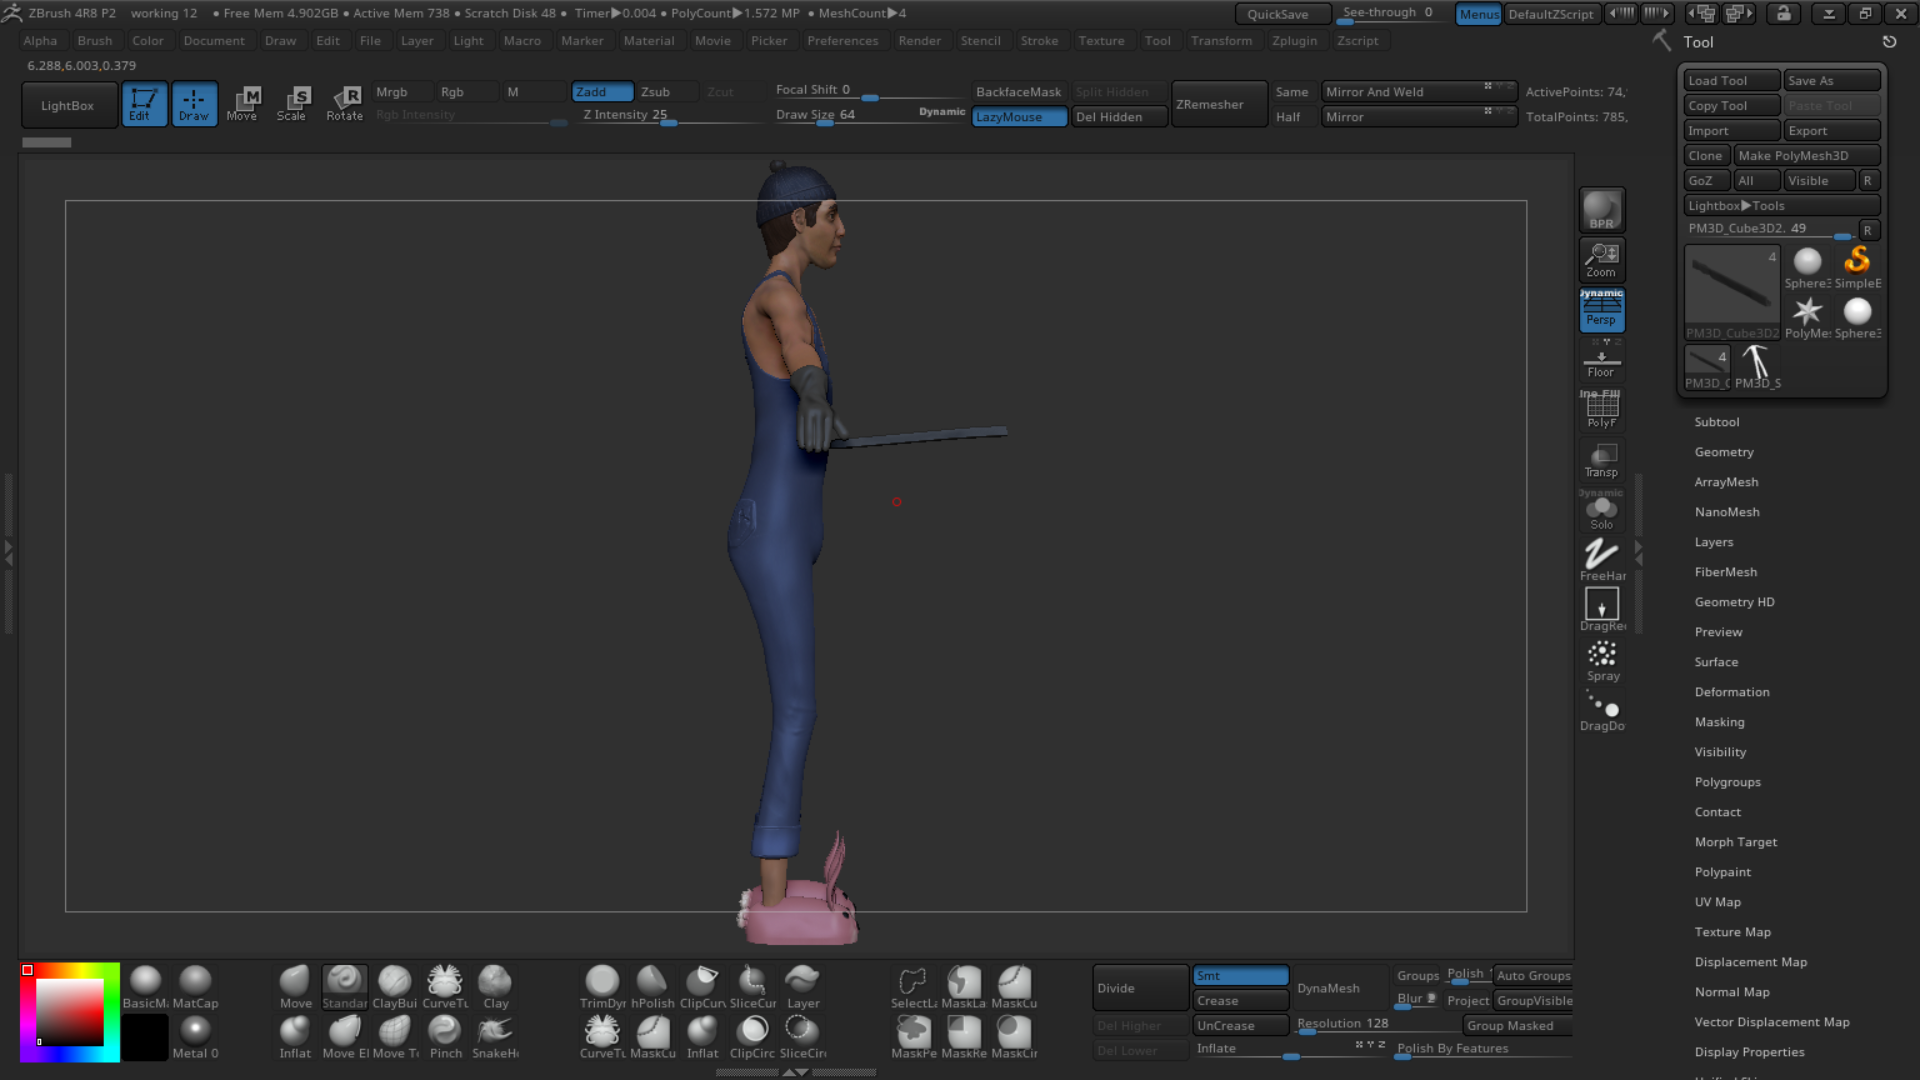 ZBrush 4R8 P2 working 12 • Free Mem 4.902GB • Active Mem 738 • Scratch Disk 48 • Timer▶0.004 • PolyCount▶1.572 MP • MeshCount▶4 QuickSave See-through 0 Menus DefaultZScript
Alpha Brush Color Document Draw Edit File Layer Light Macro Marker Material Movie Picker Preferences Render Stencil Stroke Texture Tool Transform Zplugin Zscript
6.288,6.003,0.379
LightBox Edit Draw Move Scale Rotate
M S R
Mrgb Rgb M Zadd Zsub Zcut Focal Shift 0 BackfaceMask Split Hidden ZRemesher Same Mirror And Weld ActivePoints: 74,
Rgb Intensity Z Intensity 25 Draw Size 64 Dynamic LazyMouse Del Hidden Half Mirror TotalPoints: 785,
BPR
Zoom
Dynamic
Persp
X Y Z
Floor
PolyF
Transp
Dynamic
Solo
FreeHar
DragRec
Spray
DragDo
Tool
Load Tool Save As
Copy Tool Paste Tool
Import Export
Clone Make PolyMesh3D
GoZ All Visible R
Lightbox▶Tools
PM3D_Cube3D2. 49 R
4
Sphere3 SimpleB
PM3D_Cube3D2 PolyMe Sphere3
4
PM3D_C PM3D_S
Subtool
Geometry
ArrayMesh
NanoMesh
Layers
FiberMesh
Geometry HD
Preview
Surface
Deformation
Masking
Visibility
Polygroups
Contact
Morph Target
Polypaint
UV Map
Texture Map
Displacement Map
Normal Map
Vector Displacement Map
Display Properties
BasicMa MatCap Move Standar ClayBui CurveTu Clay TrimDyr hPolish ClipCurv SliceCur Layer SelectLa MaskLa MaskCu
Metal 0 Inflat Move El Move To Pinch SnakeHo CurveTu MaskCu Inflat ClipCirc SliceCirc MaskPe MaskRe MaskCir
Divide Smt DynaMesh Groups Polish Auto Groups
Crease Blur 2 Project GroupVisible
Del Higher UnCrease Resolution 128 Group Masked
Del Lower Inflate X Y Z Polish By Features